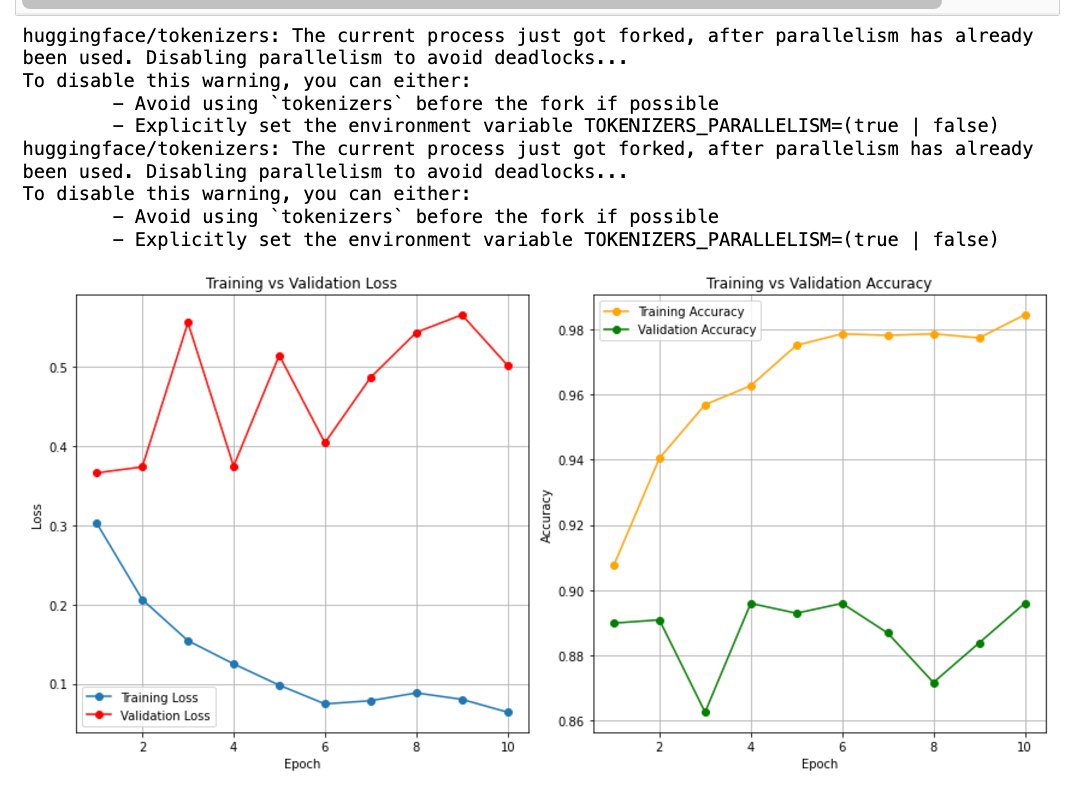 huggingface/tokenizers: The current process just got forked, after parallelism has already
been used. Disabling parallelism to avoid deadlocks...
To disable this warning, you can either:
	- Avoid using `tokenizers` before the fork if possible
	- Explicitly set the environment variable TOKENIZERS_PARALLELISM=(true | false)
huggingface/tokenizers: The current process just got forked, after parallelism has already
been used. Disabling parallelism to avoid deadlocks...
To disable this warning, you can either:
	- Avoid using `tokenizers` before the fork if possible
	- Explicitly set the environment variable TOKENIZERS_PARALLELISM=(true | false)
Training vs Validation Loss
0.5
0.4
0.3
0.2
0.1
Loss
Training Loss
Validation Loss
2 4 6 8 10
Epoch
Training vs Validation Accuracy
Training Accuracy
Validation Accuracy
0.98
0.96
0.94
0.92
0.90
0.88
0.86
Accuracy
2 4 6 8 10
Epoch